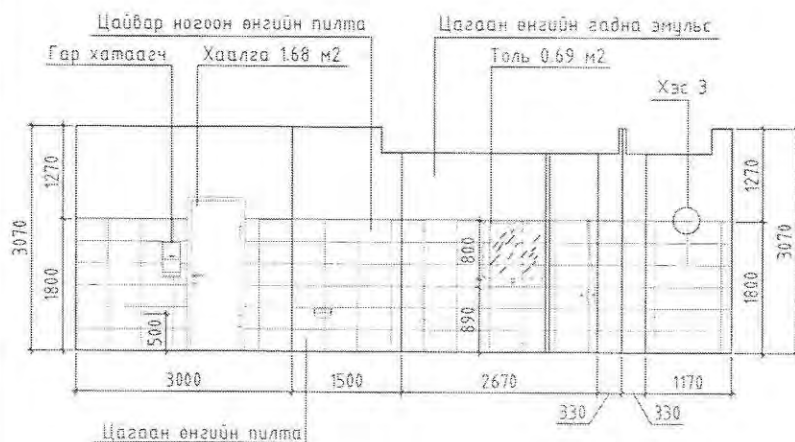 Цайвар ногоон өнгийн пилта
Цагаан өнгийн гадна эмульс
Гар хатаагч
Хаалга 1.68 м2
Толь 0.69 м2
Хэс 3
3070
1270
1800
500
800
890
1270
1800
3070
3000
1500
2670
330
330
1170
Цагаан өнгийн пилта